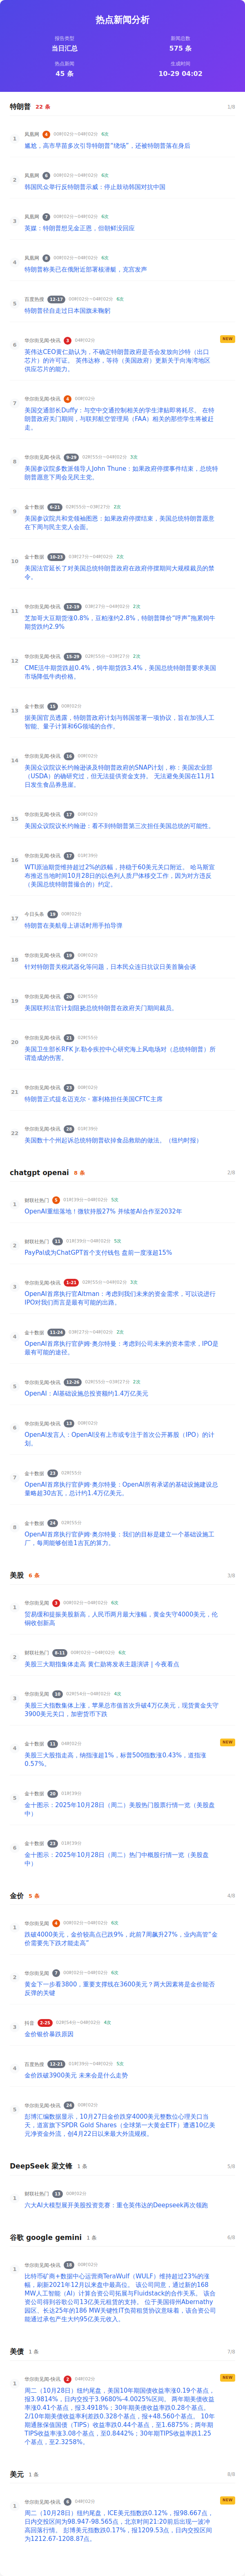 热点新闻分析
报告类型
当日汇总
新闻总数
575 条
热点新闻
45 条
生成时间
10-29 04:02
特朗普 22 条 1/8
1 凤凰网 4 00时02分~04时02分 6次
尴尬，高市早苗多次引导特朗普“绕场”，还被特朗普落在身后
2 凤凰网 6 00时02分~04时02分 6次
韩国民众举行反特朗普示威：停止敲诈韩国对抗中国
3 凤凰网 7 00时02分~04时02分 6次
英媒：特朗普想见金正恩，但朝鲜没回应
4 凤凰网 8 00时02分~04时02分 6次
特朗普称美已在俄附近部署核潜艇，克宫发声
5 百度热搜 12-17 00时02分~04时02分 6次
特朗普径自走过日本国旗未鞠躬
6 华尔街见闻-快讯 3 04时02分 NEW
英伟达CEO黄仁勋认为，不确定特朗普政府是否会发放向沙特（出口
芯片）的许可证。 英伟达称，等待（美国政府）更新关于向海湾地区
供应芯片的规则。
7 华尔街见闻-快讯 4 00时02分
美国交通部长Duffy：与空中交通控制相关的学生津贴即将耗尽。 在特
朗普政府关门期间，与联邦航空管理局（FAA）相关的那些学生将被赶
走。
8 华尔街见闻-快讯 9-29 02时55分~04时02分 3次
美国参议院多数派领导人John Thune：如果政府停摆事件结束，总统特
朗普愿意下周会见民主党。
9 金十数据 6-21 02时55分~03时27分 2次
美国参议院共和党领袖图恩：如果政府停摆结束，美国总统特朗普愿意
在下周与民主党人会面。
10 金十数据 10-23 03时27分~04时02分 2次
美国法官延长了对美国总统特朗普政府在政府停摆期间大规模裁员的禁
令。
11 华尔街见闻-快讯 12-19 03时27分~04时02分 2次
芝加哥大豆期货涨0.8%，豆粕涨约2.8%，特朗普降价“呼声”拖累饲牛
期货跌约2.9%
12 华尔街见闻-快讯 15-29 02时55分~03时27分 2次
CME活牛期货跌超0.4%，饲牛期货跌3.4%，美国总统特朗普要求美国
市场降低牛肉价格。
13 金十数据 15 00时02分
据美国官员透露，特朗普政府计划与韩国签署一项协议，旨在加强人工
智能、量子计算和6G领域的合作。
14 华尔街见闻-快讯 16 00时02分
美国众议院议长约翰逊谈及特朗普政府的SNAP计划，称：美国农业部
（USDA）的确研究过，但无法提供资金支持。 无法避免美国在11月1
日发生食品券悬崖。
15 华尔街见闻-快讯 17 00时02分
美国众议院议长约翰逊：看不到特朗普第三次担任美国总统的可能性。
16 华尔街见闻-快讯 17 01时39分
WTI原油期货维持超过2%的跌幅，持稳于60美元关口附近。 哈马斯宣
布推迟当地时间10月28日的以色列人质尸体移交工作，因为对方违反
（美国总统特朗普撮合的）约定。
17 今日头条 19 00时02分
特朗普在美航母上讲话时用手拍导弹
18 华尔街见闻-快讯 19 00时02分
针对特朗普关税武器化等问题，日本民众连日抗议日美首脑会谈
19 华尔街见闻-快讯 20 02时55分
美国联邦法官计划阻挠总统特朗普在政府关门期间裁员。
20 华尔街见闻-快讯 21 02时55分
美国卫生部长RFK Jr.勒令疾控中心研究海上风电场对（总统特朗普）所
谓造成的伤害。
21 华尔街见闻-快讯 23 00时02分
特朗普正式提名迈克尔·塞利格担任美国CFTC主席
22 华尔街见闻-快讯 28 01时39分
美国数十个州起诉总统特朗普砍掉食品救助的做法。（纽约时报）
chatgpt openai 8 条 2/8
1 财联社热门 5 01时39分~04时02分 5次
OpenAI重组落地！微软持股27% 并续签AI合作至2032年
2 财联社热门 11 01时39分~04时02分 5次
PayPal成为ChatGPT首个支付钱包 盘前一度涨超15%
3 华尔街见闻-快讯 1-21 02时55分~04时02分 3次
OpenAI首席执行官Altman：考虑到我们未来的资金需求，可以说进行
IPO对我们而言是最有可能的出路。
4 金十数据 11-24 03时27分~04时02分 2次
OpenAI首席执行官萨姆·奥尔特曼：考虑到公司未来的资本需求，IPO是
最有可能的途径。
5 华尔街见闻-快讯 12-26 02时55分~03时27分 2次
OpenAI：AI基础设施总投资额约1.4万亿美元
6 华尔街见闻-快讯 13 00时02分
OpenAI发言人：OpenAI没有上市或专注于首次公开募股（IPO）的计
划。
7 金十数据 23 02时55分
OpenAI首席执行官萨姆·奥尔特曼：OpenAI所有承诺的基础设施建设总
量略超30吉瓦，总计约1.4万亿美元。
8 金十数据 24 02时55分
OpenAI首席执行官萨姆·奥尔特曼：我们的目标是建立一个基础设施工
厂，每周能够创造1吉瓦的算力。
美股 6 条 3/8
1 华尔街见闻 3 00时02分~04时02分 6次
贸易缓和提振美股新高，人民币两月最大涨幅，黄金失守4000美元，伦
铜收创新高
2 财联社热门 8-11 00时02分~04时02分 6次
美股三大期指集体走高 黄仁勋将发表主题演讲 | 今夜看点
3 华尔街见闻 19 02时54分~04时02分 4次
美股三大指数集体上涨，苹果总市值首次升破4万亿美元，现货黄金失守
3900美元关口，加密货币下跌
4 金十数据 11 04时02分 NEW
美股三大股指走高，纳指涨超1%，标普500指数涨0.43%，道指涨
0.57%。
5 金十数据 20 01时39分
金十图示：2025年10月28日（周二）美股热门股票行情一览（美股盘
中）
6 金十数据 21 01时39分
金十图示：2025年10月28日（周二）热门中概股行情一览（美股盘
中）
金价 5 条 4/8
1 华尔街见闻 4 00时02分~04时02分 6次
跌破4000美元，金价较高点已跌9%，此前7周飙升27%，业内高管“金
价需要先下跌才能走高”
2 华尔街见闻 7 00时02分~04时02分 6次
黄金下一步看3800，重要支撑线在3600美元？两大因素将是金价能否
反弹的关键
3 抖音 2-25 02时54分~04时02分 4次
金价银价暴跌原因
4 百度热搜 12-21 01时39分~04时02分 5次
金价跌破3900美元 未来会是什么走势
5 华尔街见闻-快讯 24 00时02分
彭博汇编数据显示，10月27日金价跌穿4000美元整数位心理关口当
天，道富旗下SPDR Gold Shares（全球第一大黄金ETF）遭遇10亿美
元净资金外流，创4月22日以来最大外流规模。
DeepSeek 梁文锋 1 条 5/8
1 财联社热门 13 00时02分
六大AI大模型展开美股投资竞赛：重仓英伟达的Deepseek再次领跑
谷歌 google gemini 1 条 6/8
1 华尔街见闻-快讯 18 00时02分
比特币矿商+数据中心运营商TeraWulf（WULF）维持超过23%的涨
幅，刷新2021年12月以来盘中最高位。 该公司同意，通过新的168
MW人工智能（AI）计算合资公司拓展与Fluidstack的合作关系。 该合
资公司得到谷歌公司13亿美元租赁的支持。 位于美国得州Abernathy
园区、长达25年的186 MW关键性IT负荷租赁协议意味着，该合资公司
能通过承包产生大约95亿美元收入。
美债 1 条 7/8
1 华尔街见闻-快讯 2 04时02分 NEW
周二（10月28日）纽约尾盘，美国10年期国债收益率涨0.19个基点，
报3.9814%，日内交投于3.9680%-4.0025%区间。 两年期美债收益
率涨0.41个基点，报3.4918%；30年期美债收益率跌0.28个基点。
2/10年期美债收益率利差跌0.328个基点，报+48.560个基点。 10年
期通胀保值国债（TIPS）收益率跌0.44个基点，至1.6875%；两年期
TIPS收益率涨3.08个基点，至0.8442%；30年期TIPS收益率跌1.25
个基点，至2.3258%。
美元 1 条 8/8
1 华尔街见闻-快讯 6 04时02分 NEW
周二（10月28日）纽约尾盘，ICE美元指数跌0.12%，报98.667点，
日内交投区间为98.947-98.565点，北京时间21:20前后出现一波冲
高回落行情。 彭博美元指数跌0.17%，报1209.53点，日内交投区间
为1212.67-1208.87点。